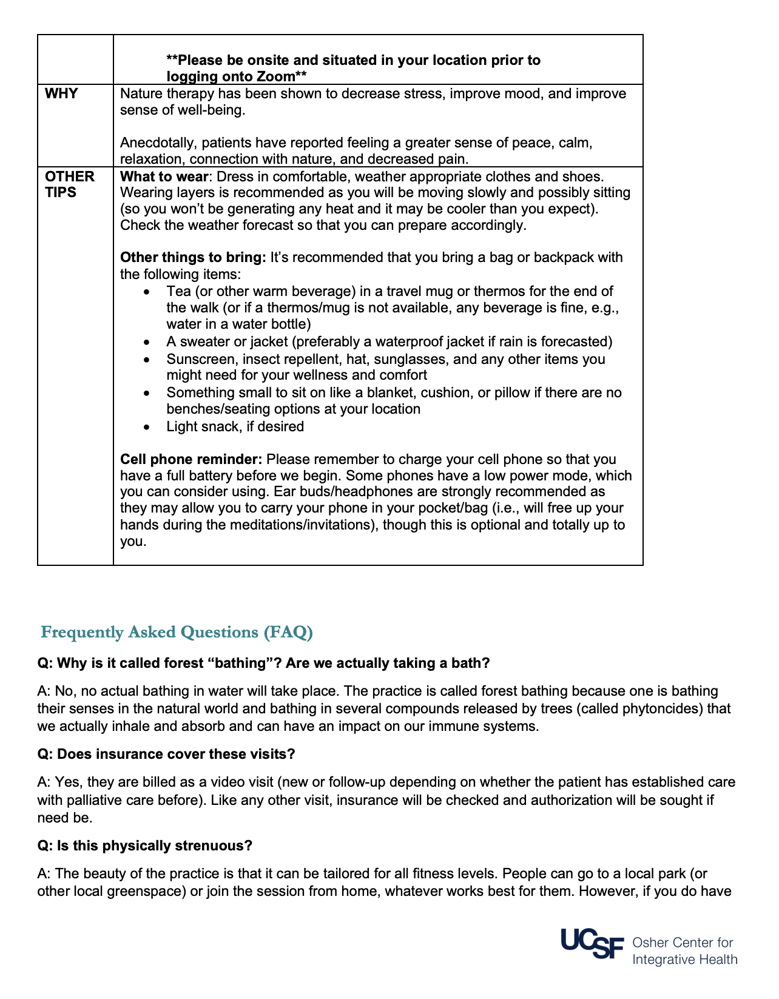 **Please be onsite and situated in your location prior to
logging onto Zoom**
WHY
Nature therapy has been shown to decrease stress, improve mood, and improve
sense of well-being.
Anecdotally, patients have reported feeling a greater sense of peace, calm,
relaxation, connection with nature, and decreased pain.
OTHER
TIPS
What to wear: Dress in comfortable, weather appropriate clothes and shoes.
Wearing layers is recommended as you will be moving slowly and possibly sitting
(so you won’t be generating any heat and it may be cooler than you expect).
Check the weather forecast so that you can prepare accordingly.
Other things to bring: It’s recommended that you bring a bag or backpack with
the following items:
• Tea (or other warm beverage) in a travel mug or thermos for the end of
the walk (or if a thermos/mug is not available, any beverage is fine, e.g.,
water in a water bottle)
• A sweater or jacket (preferably a waterproof jacket if rain is forecasted)
• Sunscreen, insect repellent, hat, sunglasses, and any other items you
might need for your wellness and comfort
• Something small to sit on like a blanket, cushion, or pillow if there are no
benches/seating options at your location
• Light snack, if desired
Cell phone reminder: Please remember to charge your cell phone so that you
have a full battery before we begin. Some phones have a low power mode, which
you can consider using. Ear buds/headphones are strongly recommended as
they may allow you to carry your phone in your pocket/bag (i.e., will free up your
hands during the meditations/invitations), though this is optional and totally up to
you.
Frequently Asked Questions (FAQ)
Q: Why is it called forest “bathing”? Are we actually taking a bath?
A: No, no actual bathing in water will take place. The practice is called forest bathing because one is bathing
their senses in the natural world and bathing in several compounds released by trees (called phytoncides) that
we actually inhale and absorb and can have an impact on our immune systems.
Q: Does insurance cover these visits?
A: Yes, they are billed as a video visit (new or follow-up depending on whether the patient has established care
with palliative care before). Like any other visit, insurance will be checked and authorization will be sought if
need be.
Q: Is this physically strenuous?
A: The beauty of the practice is that it can be tailored for all fitness levels. People can go to a local park (or
other local greenspace) or join the session from home, whatever works best for them. However, if you do have
UCSF
Osher Center for
Integrative Health